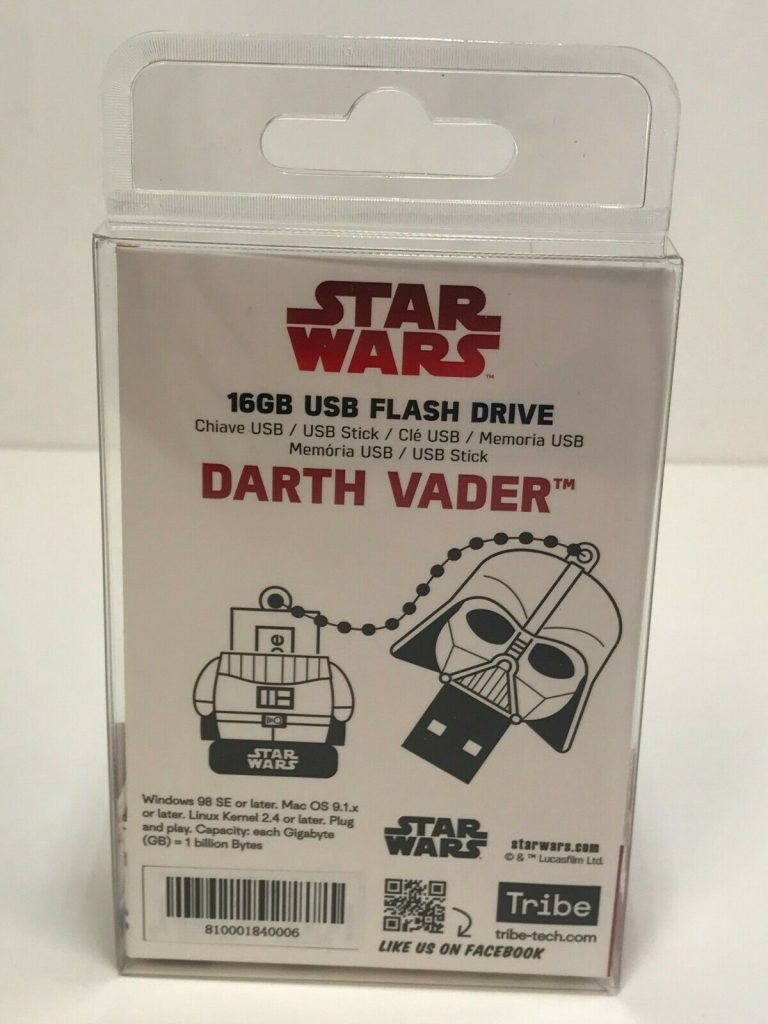 STAR
WARS™
16GB USB FLASH DRIVE
Chiave USB / USB Stick / Clé USB / Memoria USB
Memória USB / USB Stick
DARTH VADER™
be
STAR
WARS
Windows 98 SE or later. Mac OS 9.1.x
or later. Linux Kernel 2.4 or later. Plug
and play. Capacity: each Gigabyte
(GB) = 1 billion Bytes
STAR
WARS
starwars.com
© & ™ Lucasfilm Ltd.
810001840006
LIKE US ON FACEBOOK
Tribe
tribe-tech.com